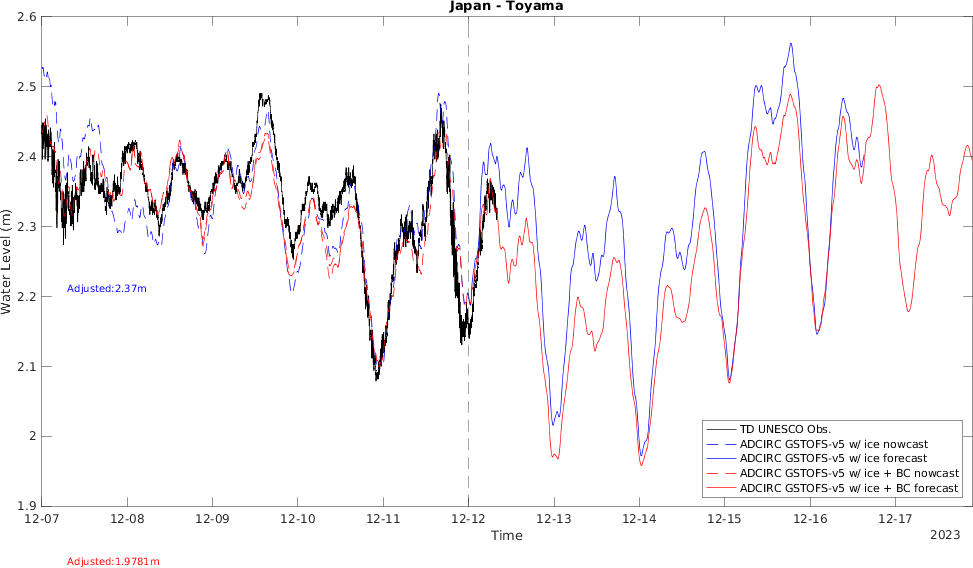 Japan - Toyama
2.6
2.5
2.4
2.3
2.2
2.1
2
1.9
Water Level (m)
Adjusted:2.37m
TD UNESCO Obs.
ADCIRC GSTOFS-v5 w/ ice nowcast
ADCIRC GSTOFS-v5 w/ ice forecast
ADCIRC GSTOFS-v5 w/ ice + BC nowcast
ADCIRC GSTOFS-v5 w/ ice + BC forecast
12-07 12-08 12-09 12-10 12-11 12-12 12-13 12-14 12-15 12-16 12-17
Time
2023
Adjusted:1.9781m